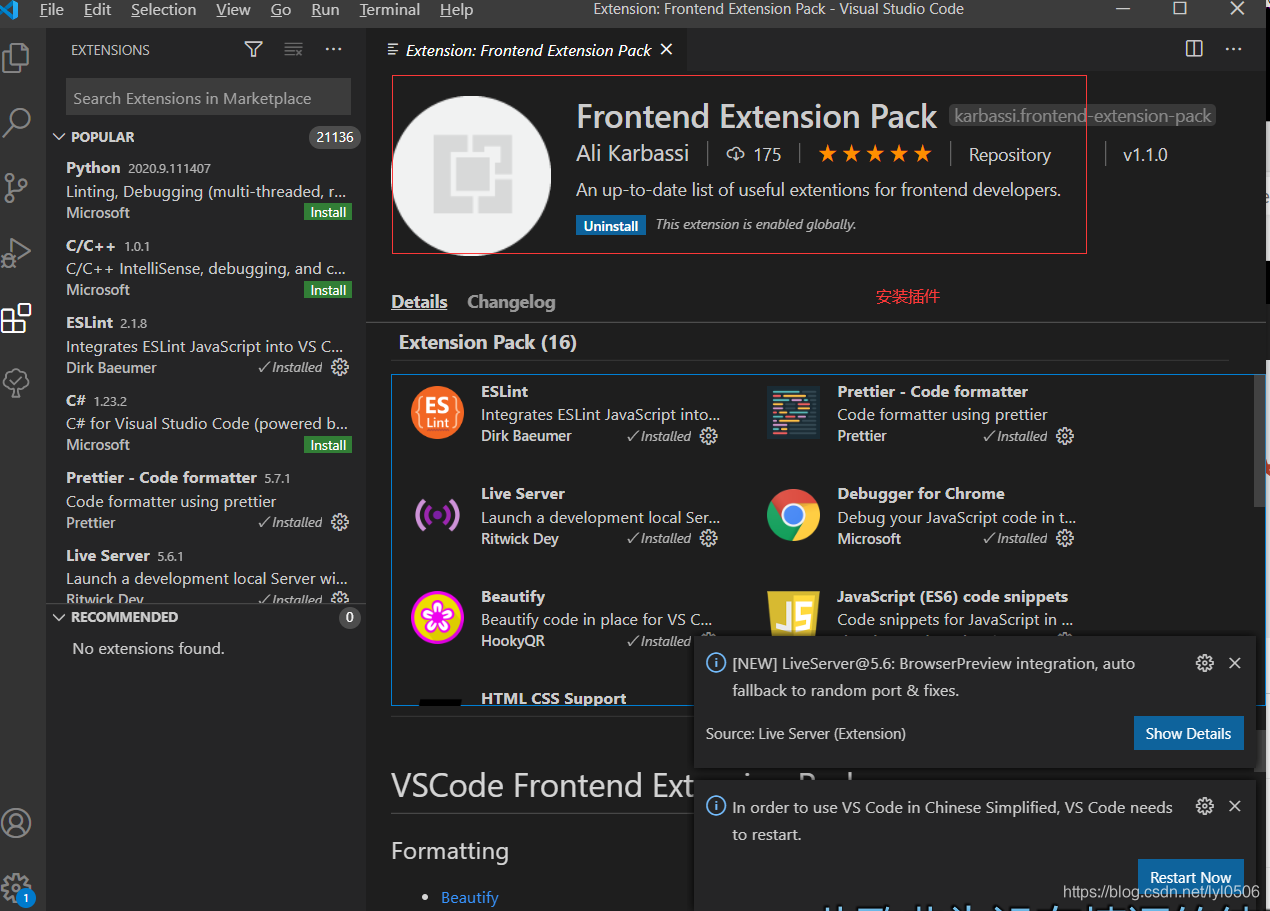 File Edit Selection View Go Run Terminal Help Extension: Frontend Extension Pack - Visual Studio Code
EXTENSIONS
Extension: Frontend Extension Pack
Search Extensions in Marketplace
POPULAR 21136
Python 2020.9.111407
Linting, Debugging (multi-threaded, r...
Microsoft Install
C/C++ 1.0.1
C/C++ IntelliSense, debugging, and c...
Microsoft Install
ESLint 2.1.8
Integrates ESLint JavaScript into VS C...
Dirk Baeumer ✓Installed
C# 1.23.2
C# for Visual Studio Code (powered b...
Microsoft Install
Prettier - Code formatter 5.7.1
Code formatter using prettier
Prettier ✓Installed
Live Server 5.6.1
Launch a development local Server wi...
Ritwick Dey ✓Installed
RECOMMENDED 0
No extensions found.
1
Frontend Extension Pack karbassi.frontend-extension-pack
Ali Karbassi 175 Repository v1.1.0
An up-to-date list of useful extentions for frontend developers.
Uninstall This extension is enabled globally.
安装插件
Details Changelog
Extension Pack (16)
ES
Lint
ESLint
Integrates ESLint JavaScript into...
Dirk Baeumer ✓Installed
Prettier - Code formatter
Code formatter using prettier
Prettier ✓Installed
Live Server
Launch a development local Ser...
Ritwick Dey ✓Installed
Debugger for Chrome
Debug your JavaScript code in t...
Microsoft ✓Installed
Beautify
Beautify code in place for VS C...
HookyQR ✓Installed
JS
JavaScript (ES6) code snippets
Code snippets for JavaScript in ...
HTML CSS Support
[NEW] LiveServer@5.6: BrowserPreview integration, auto
fallback to random port & fixes.
Source: Live Server (Extension) Show Details
VSCode Frontend Ext
Formatting
Beautify
In order to use VS Code in Chinese Simplified, VS Code needs
to restart.
Restart Now
https://blog.csdn.net/lyl0506